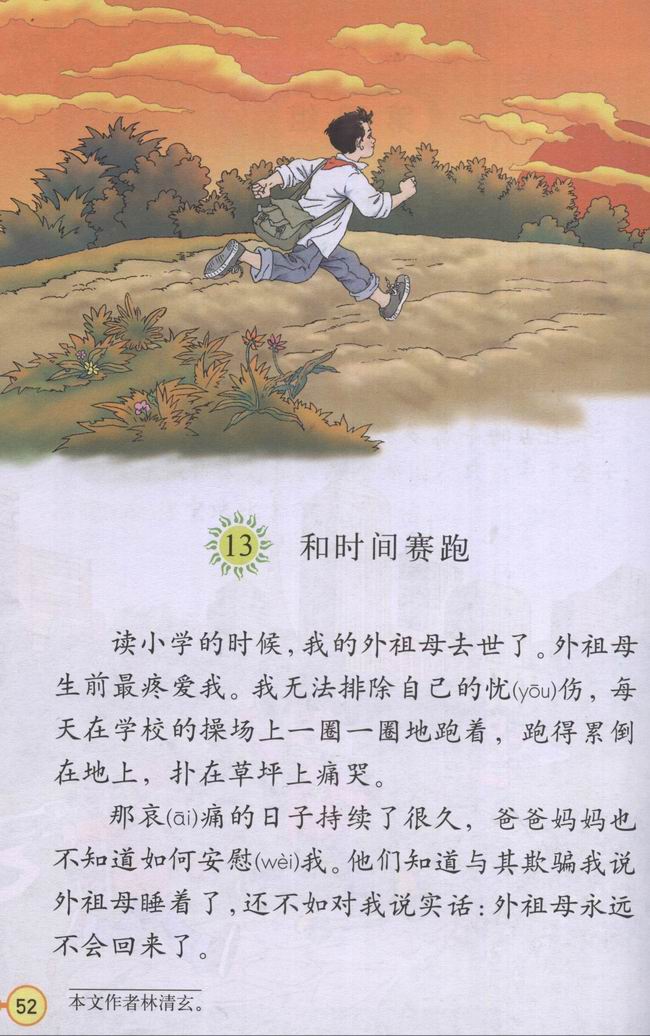 13 和时间赛跑
读小学的时候，我的外祖母去世了。外祖母
生前最疼爱我。我无法排除自己的忧(yōu)伤，每
天在学校的操场上一圈一圈地跑着，跑得累倒
在地上，扑在草坪上痛哭。
那哀(āi)痛的日子持续了很久，爸爸妈妈也
不知道如何安慰(wèi)我。他们知道与其欺骗我说
外祖母睡着了，还不如对我说实话：外祖母永远
不会回来了。
本文作者林清玄。
52